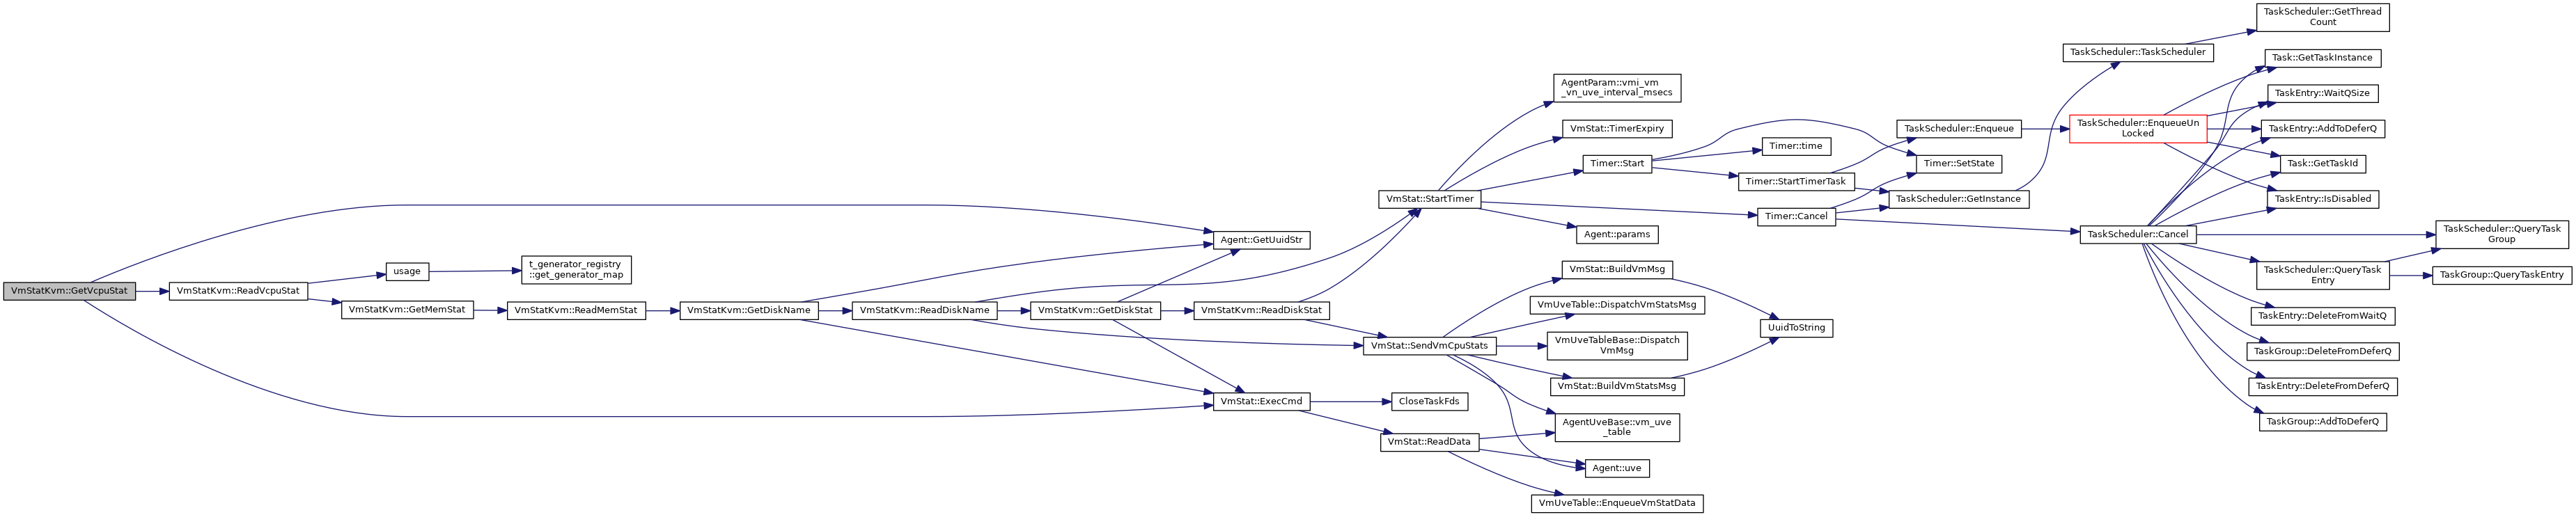 VmStatKvm::GetVcpuStat
VmStatKvm::ReadVcpuStat
usage
t_generator_registry
::get_generator_map
VmStatKvm::GetMemStat
VmStatKvm::ReadMemStat
VmStatKvm::GetDiskName
VmStatKvm::ReadDiskName
VmStatKvm::GetDiskStat
VmStatKvm::ReadDiskStat
Agent::GetUuidStr
VmStat::ExecCmd
CloseTaskFds
VmStat::ReadData
VmStat::StartTimer
VmStat::SendVmCpuStats
AgentParam::vmi_vm
_vn_uve_interval_msecs
VmStat::TimerExpiry
Timer::Start
Agent::params
VmStat::BuildVmMsg
VmUveTable::DispatchVmStatsMsg
VmUveTableBase::Dispatch
VmMsg
VmStat::BuildVmStatsMsg
AgentUveBase::vm_uve
_table
Agent::uve
VmUveTable::EnqueueVmStatData
Timer::time
Timer::StartTimerTask
Timer::Cancel
UuidToString
TaskScheduler::Enqueue
Timer::SetState
TaskScheduler::GetInstance
TaskScheduler::TaskScheduler
TaskScheduler::EnqueueUn
Locked
TaskScheduler::Cancel
TaskScheduler::GetThread
Count
Task::GetTaskInstance
TaskEntry::WaitQSize
TaskEntry::AddToDeferQ
Task::GetTaskId
TaskEntry::IsDisabled
TaskScheduler::QueryTask
Entry
TaskEntry::DeleteFromWaitQ
TaskGroup::DeleteFromDeferQ
TaskEntry::DeleteFromDeferQ
TaskGroup::AddToDeferQ
TaskScheduler::QueryTask
Group
TaskGroup::QueryTaskEntry